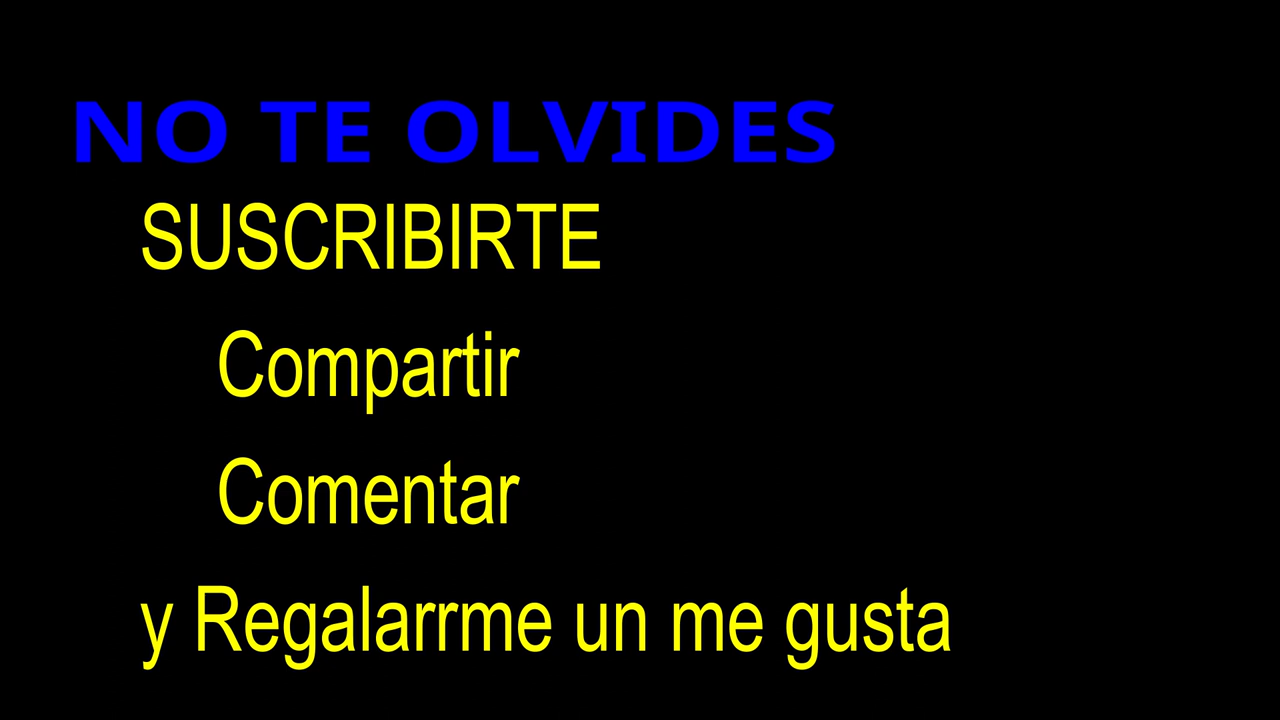 NO TE OLVIDES
SUSCRIBIRTE
Compartir
Comentar
y Regalarrme un me gusta